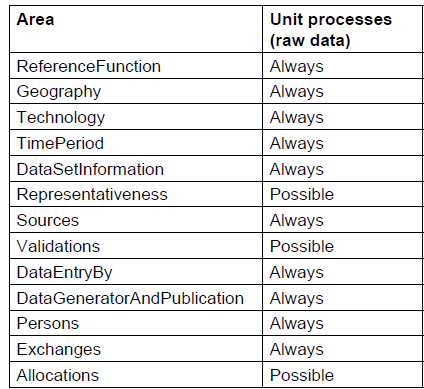 Area Unit processes
(raw data)
ReferenceFunction Always
Geography Always
Technology Always
TimePeriod Always
DataSetInformation Always
Representativeness Possible
Sources Always
Validations Possible
DataEntryBy Always
DataGeneratorAndPublication Always
Persons Always
Exchanges Always
Allocations Possible